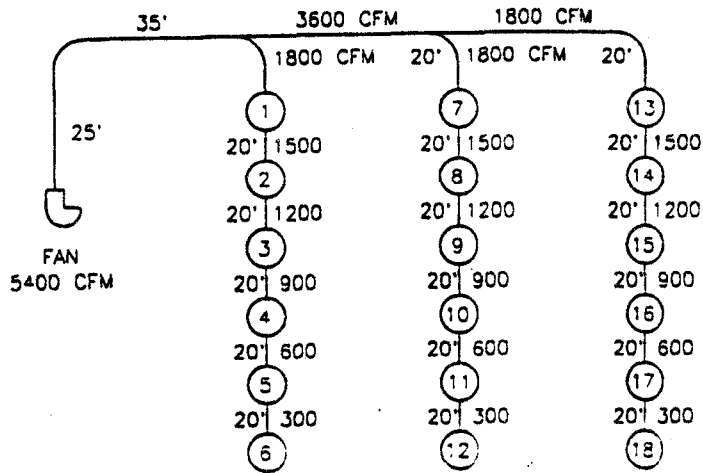 35' 3600 CFM 1800 CFM
1800 CFM 20' 1800 CFM 20'
1 7 13
25'
20' 1500 20' 1500 20' 1500
2 8 14
20' 1200 20' 1200 20' 1200
3 9 15
FAN
5400 CFM
20' 900 20' 900 20' 900
4 10 16
20' 600 20' 600 20' 600
5 11 17
20' 300 20' 300 20' 300
6 12 18